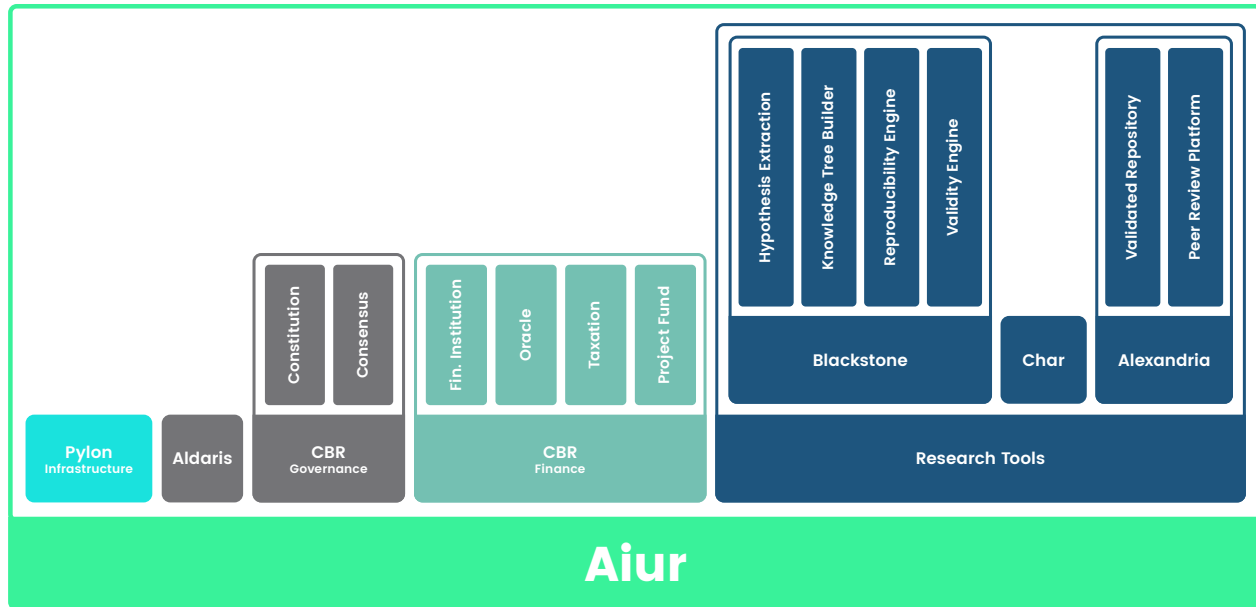 Hypothesis Extraction
Knowledge Tree Builder
Reproducibility Engine
Validity Engine
Validated Repository
Peer Review Platform
Constitution
Consensus
Fin. Institution
Oracle
Taxation
Project Fund
Blackstone
Char
Alexandria
Pylon
Infrastructure
Aldaris
CBR
Governance
CBR
Finance
Research Tools
Aiur